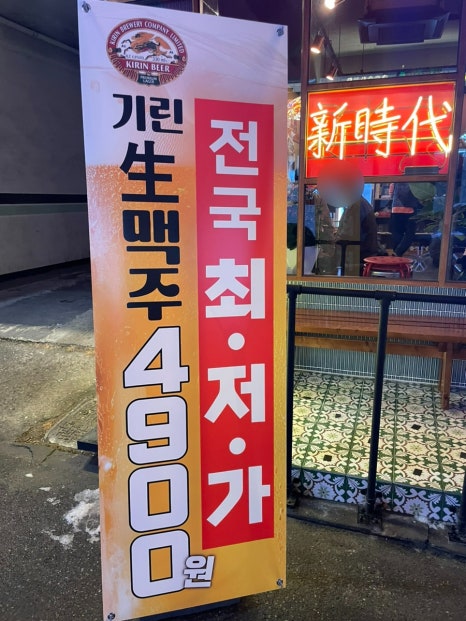 KIRIN BREWERY COMPANY, LIMITED
KIRIN BEER
기린 生맥주 4900원
전국 최·저·가
新時代